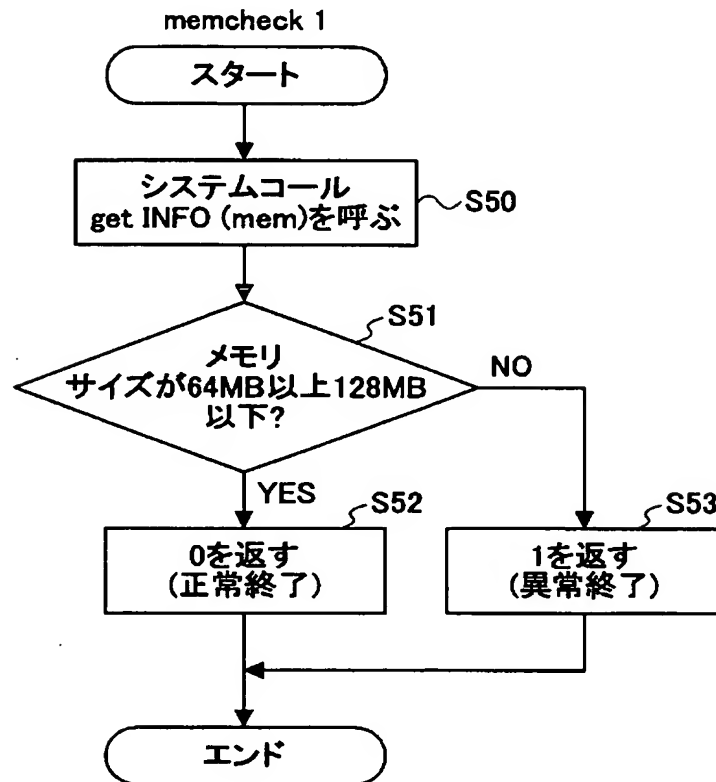 memcheck 1
スタート
システムコール
get INFO (mem)を呼ぶ
S50
S51
メモリ
サイズが64MB以上128MB
以下?
NO
YES
S52
0を返す
(正常終了)
S53
1を返す
(異常終了)
エンド